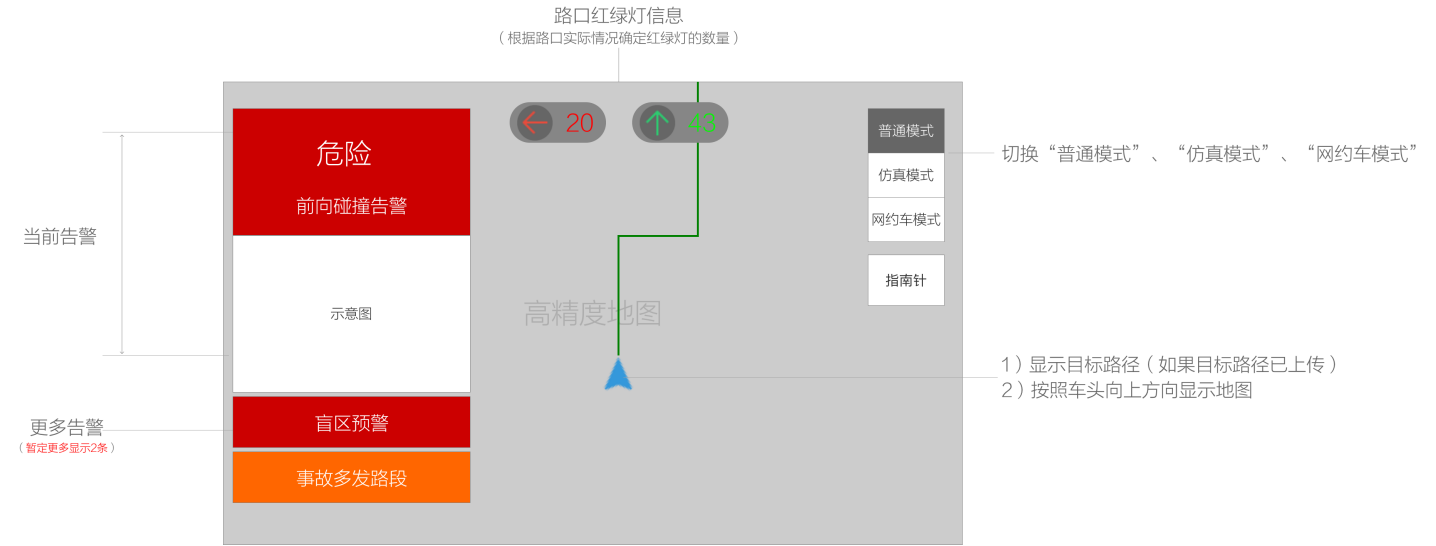 路口红绿灯信息
（根据路口实际情况确定红绿灯的数量）
20
43
危险
前向碰撞告警
当前告警
示意图
更多告警
（暂定更多显示2条）
盲区预警
事故多发路段
高精度地图
普通模式
仿真模式
网约车模式
指南针
切换“普通模式”、“仿真模式”、“网约车模式”
1）显示目标路径（如果目标路径已上传）
2）按照车头向上方向显示地图